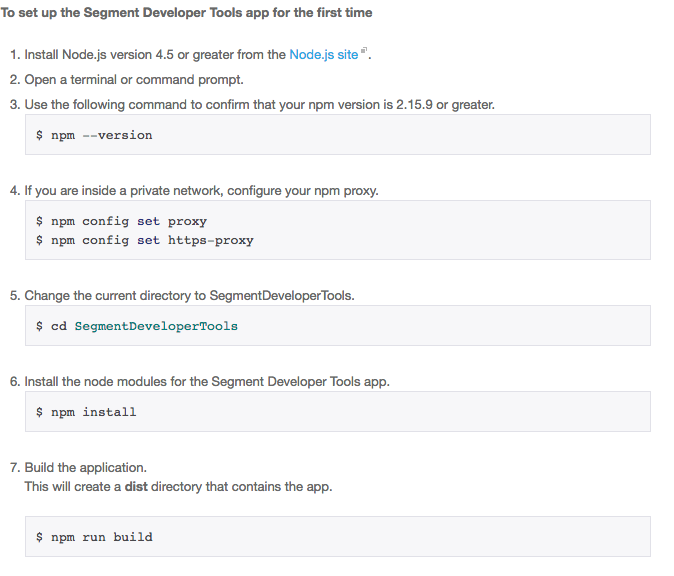 To set up the Segment Developer Tools app for the first time
1. Install Node.js version 4.5 or greater from the Node.js site.
2. Open a terminal or command prompt.
3. Use the following command to confirm that your npm version is 2.15.9 or greater.
$ npm --version
4. If you are inside a private network, configure your npm proxy.
$ npm config set proxy
$ npm config set https-proxy
5. Change the current directory to SegmentDeveloperTools.
$ cd SegmentDeveloperTools
6. Install the node modules for the Segment Developer Tools app.
$ npm install
7. Build the application.
This will create a dist directory that contains the app.
$ npm run build